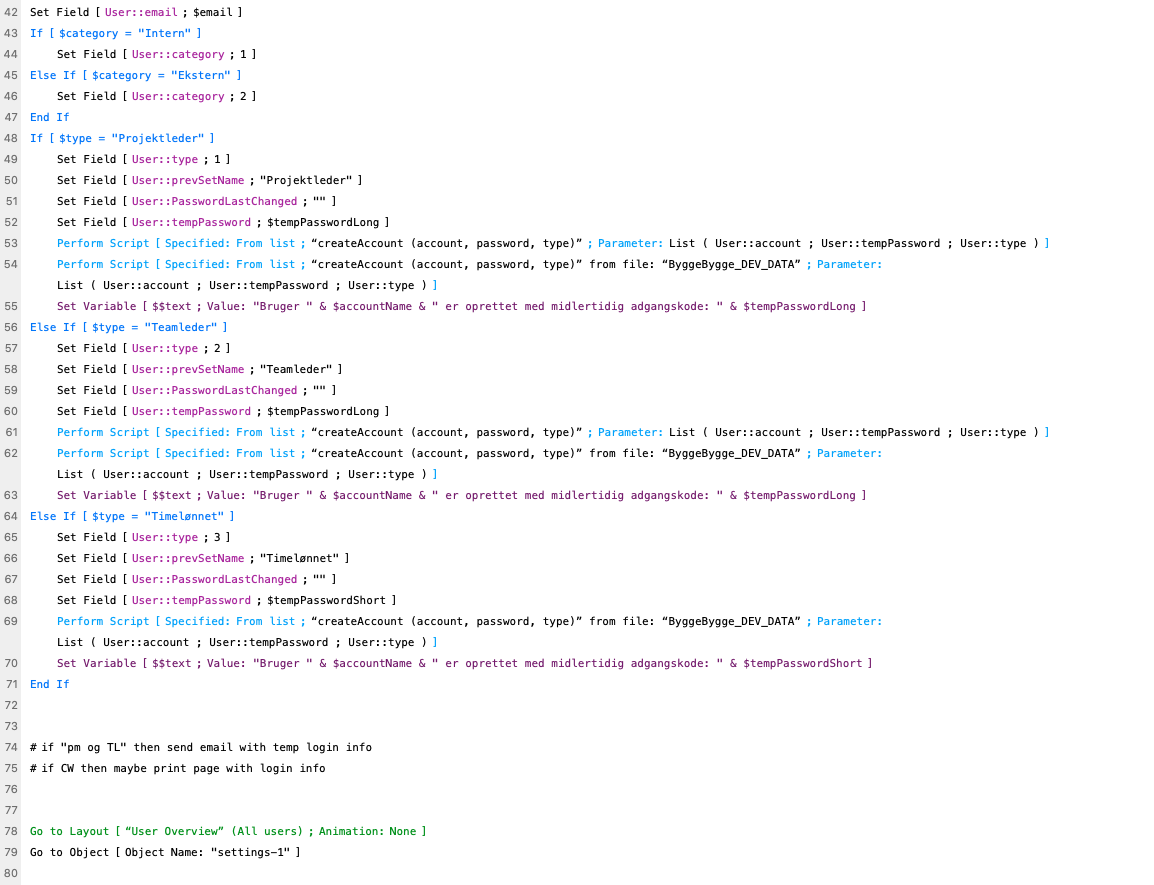 42 Set Field [ User::email ; $email ]
43 If [ $category = "Intern" ]
44 Set Field [ User::category ; 1 ]
45 Else If [ $category = "Ekstern" ]
46 Set Field [ User::category ; 2 ]
47 End If
48 If [ $type = "Projektleder" ]
49 Set Field [ User::type ; 1 ]
50 Set Field [ User::prevSetName ; "Projektleder" ]
51 Set Field [ User::PasswordLastChanged ; "" ]
52 Set Field [ User::tempPassword ; $tempPasswordLong ]
53 Perform Script [ Specified: From list ; “createAccount (account, password, type)” ; Parameter: List ( User::account ; User::tempPassword ; User::type ) ]
54 Perform Script [ Specified: From list ; “createAccount (account, password, type)” from file: “ByggeBygge_DEV_DATA” ; Parameter:
List ( User::account ; User::tempPassword ; User::type ) ]
55 Set Variable [ $$text ; Value: "Bruger " & $accountName & " er oprettet med midlertidig adgangskode: " & $tempPasswordLong ]
56 Else If [ $type = "Teamleder" ]
57 Set Field [ User::type ; 2 ]
58 Set Field [ User::prevSetName ; "Teamleder" ]
59 Set Field [ User::PasswordLastChanged ; "" ]
60 Set Field [ User::tempPassword ; $tempPasswordLong ]
61 Perform Script [ Specified: From list ; “createAccount (account, password, type)” ; Parameter: List ( User::account ; User::tempPassword ; User::type ) ]
62 Perform Script [ Specified: From list ; “createAccount (account, password, type)” from file: “ByggeBygge_DEV_DATA” ; Parameter:
List ( User::account ; User::tempPassword ; User::type ) ]
63 Set Variable [ $$text ; Value: "Bruger " & $accountName & " er oprettet med midlertidig adgangskode: " & $tempPasswordLong ]
64 Else If [ $type = "Timelønnet" ]
65 Set Field [ User::type ; 3 ]
66 Set Field [ User::prevSetName ; "Timelønnet" ]
67 Set Field [ User::PasswordLastChanged ; "" ]
68 Set Field [ User::tempPassword ; $tempPasswordShort ]
69 Perform Script [ Specified: From list ; “createAccount (account, password, type)” from file: “ByggeBygge_DEV_DATA” ; Parameter:
List ( User::account ; User::tempPassword ; User::type ) ]
70 Set Variable [ $$text ; Value: "Bruger " & $accountName & " er oprettet med midlertidig adgangskode: " & $tempPasswordShort ]
71 End If
72
73
74 # if "pm og TL" then send email with temp login info
75 # if CW then maybe print page with login info
76
77
78 Go to Layout [ “User Overview” (All users) ; Animation: None ]
79 Go to Object [ Object Name: "settings-1" ]
80